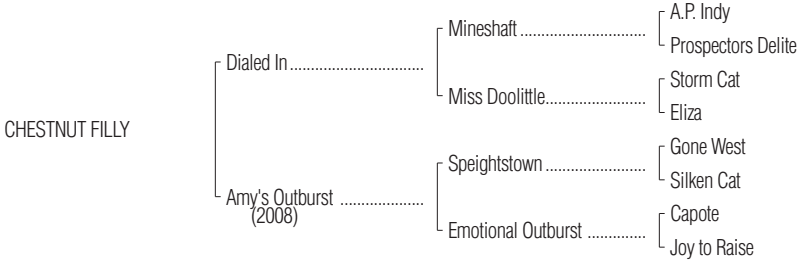 A.P. Indy
Mineshaft
Prospectors Delite
Dialed In
Storm Cat
Miss Doolittle
Eliza
CHESTNUT FILLY
Gone West
Speightstown
Silken Cat
Amy's Outburst
(2008)
Capote
Emotional Outburst
Joy to Raise